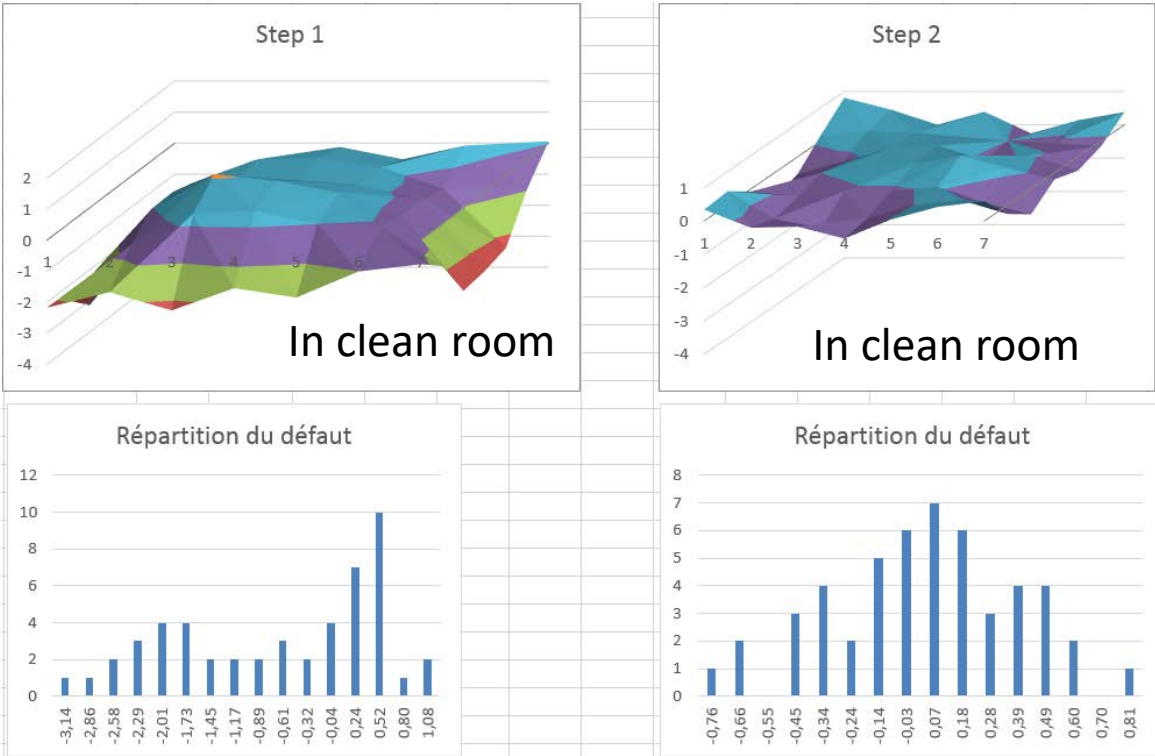 Step 1
2
1
0
-1
-2
-3
-4
1 2 3 4 5 6 7
In clean room
Step 2
1
0
-1
-2
-3
-4
1 2 3 4 5 6 7
In clean room
Répartition du défaut
12
10
8
6
4
2
0
-3,14 -2,86 -2,58 -2,29 -2,01 -1,73 -1,45 -1,17 -0,89 -0,61 -0,32 -0,04 0,24 0,52 0,80 1,08
Répartition du défaut
8
7
6
5
4
3
2
1
0
-0,76 -0,66 -0,55 -0,45 -0,34 -0,24 -0,14 -0,03 0,07 0,18 0,28 0,39 0,49 0,60 0,70 0,81